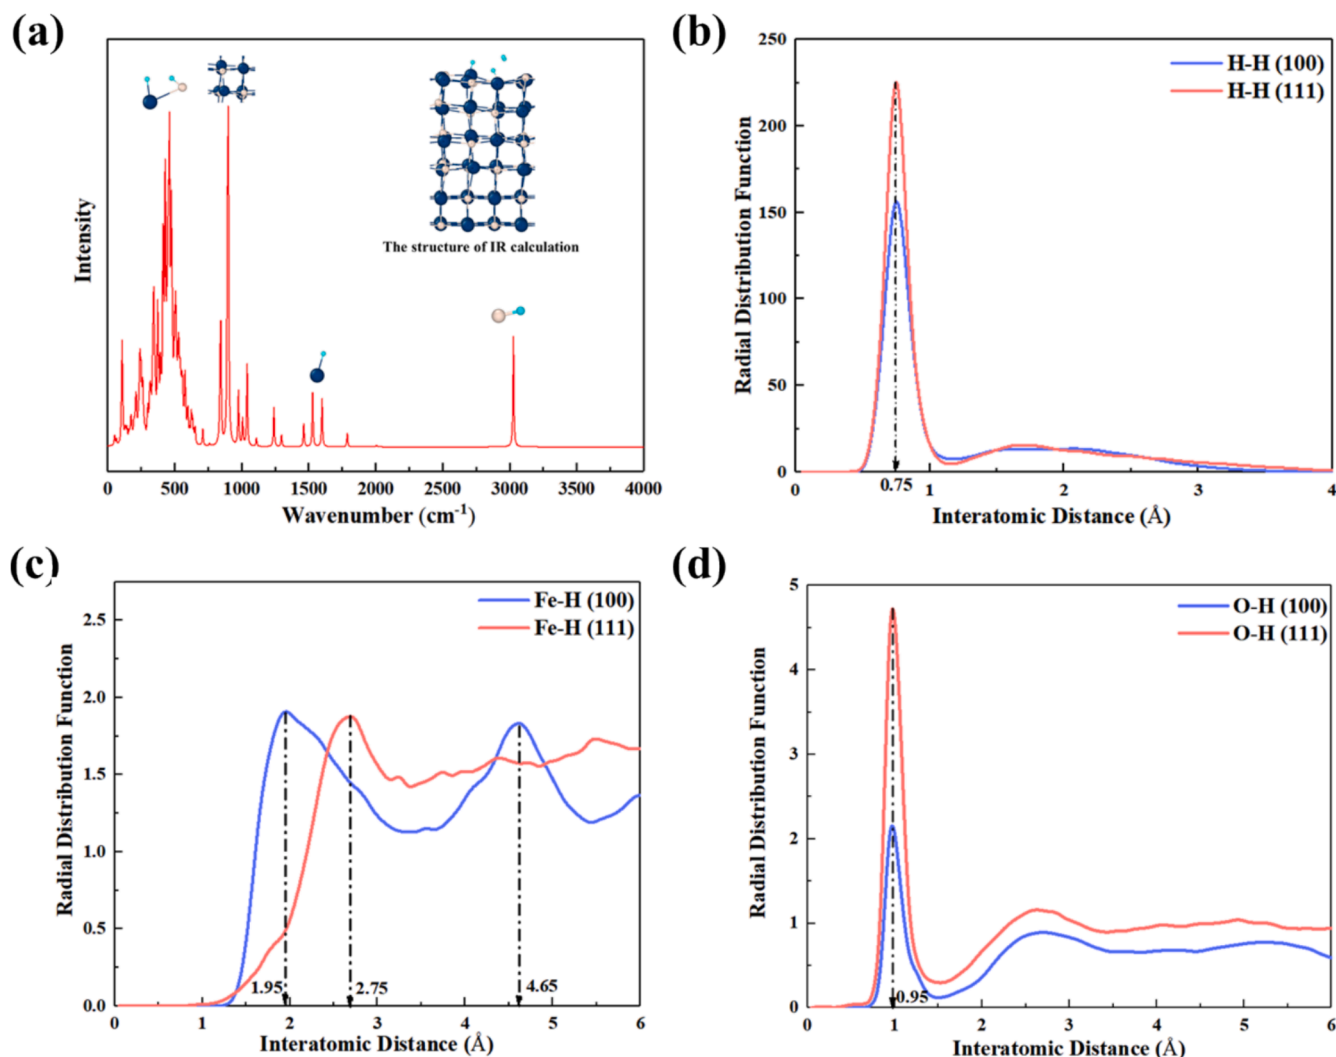 (a)
Intensity
The structure of IR calculation
0 500 1000 1500 2000 2500 3000 3500 4000
Wavenumber (cm-1)
(b)
250
200
150
100
50
0
Radial Distribution Function
H-H (100)
H-H (111)
0.75
0 1 2 3 4
Interatomic Distance (Å)
(c)
2.5
2.0
1.5
1.0
0.5
0.0
Radial Distribution Function
Fe-H (100)
Fe-H (111)
1.95 2.75 4.65
0 1 2 3 4 5 6
Interatomic Distance (Å)
(d)
5
4
3
2
1
0
Radial Distribution Function
O-H (100)
O-H (111)
0.95
0 1 2 3 4 5 6
Interatomic Distance (Å)